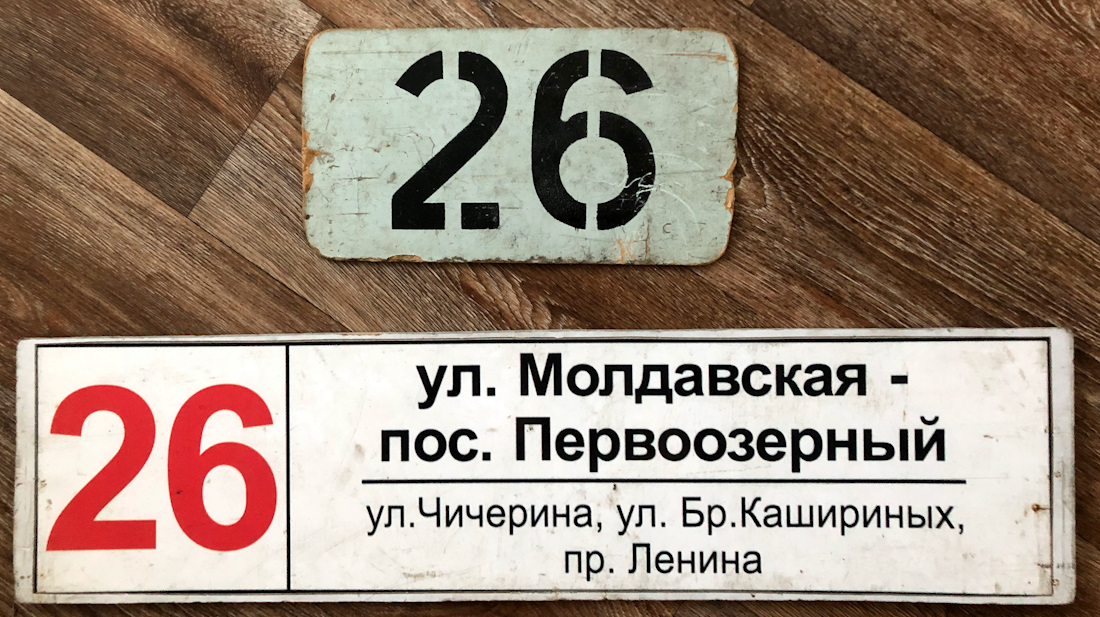 26
26
ул. Молдавская -
пос. Первоозерный
ул.Чичерина, ул. Бр.Кашириных,
пр. Ленина